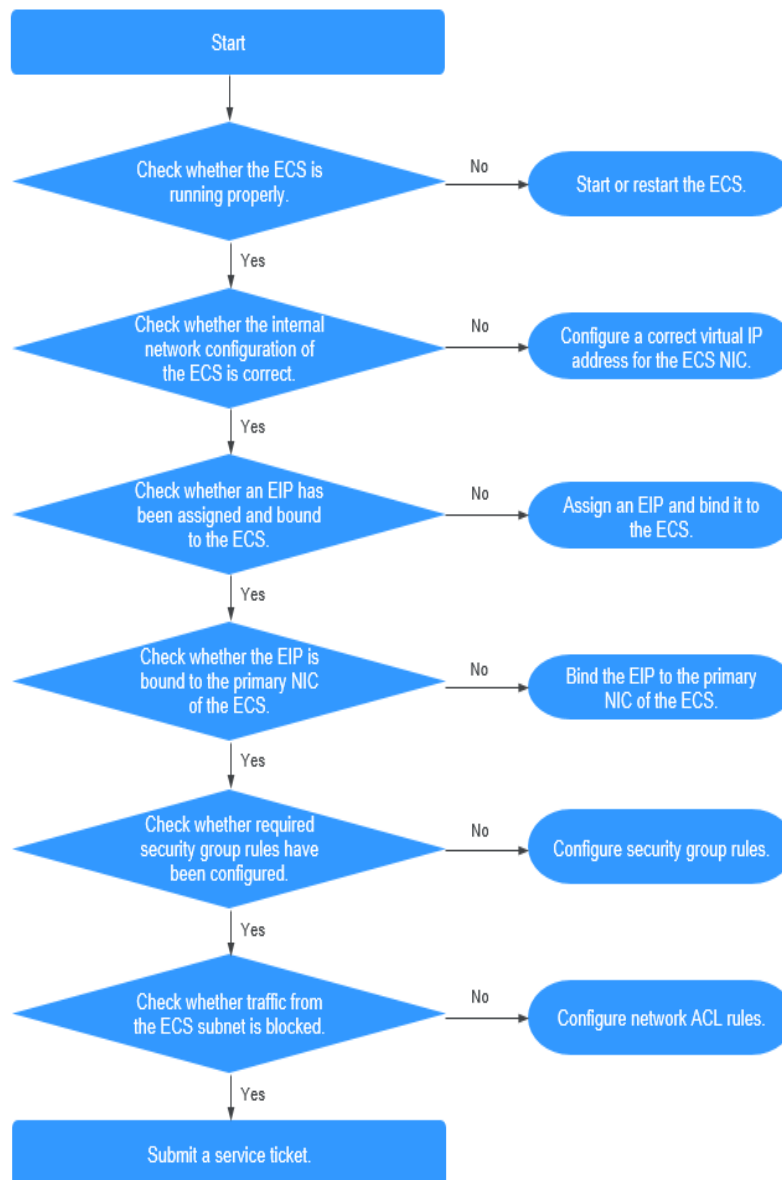 Start
Check whether the ECS is
running properly.
No
Start or restart the ECS.
Yes
Check whether the internal
network configuration of
the ECS is correct.
No
Configure a correct virtual IP
address for the ECS NIC.
Yes
Check whether an EIP has
been assigned and bound
to the ECS.
No
Assign an EIP and bind it to
the ECS.
Yes
Check whether the EIP is
bound to the primary NIC
of the ECS.
No
Bind the EIP to the primary
NIC of the ECS.
Yes
Check whether required
security group rules have
been configured.
No
Configure security group rules.
Yes
Check whether traffic from
the ECS subnet is blocked.
No
Configure network ACL rules.
Yes
Submit a service ticket.